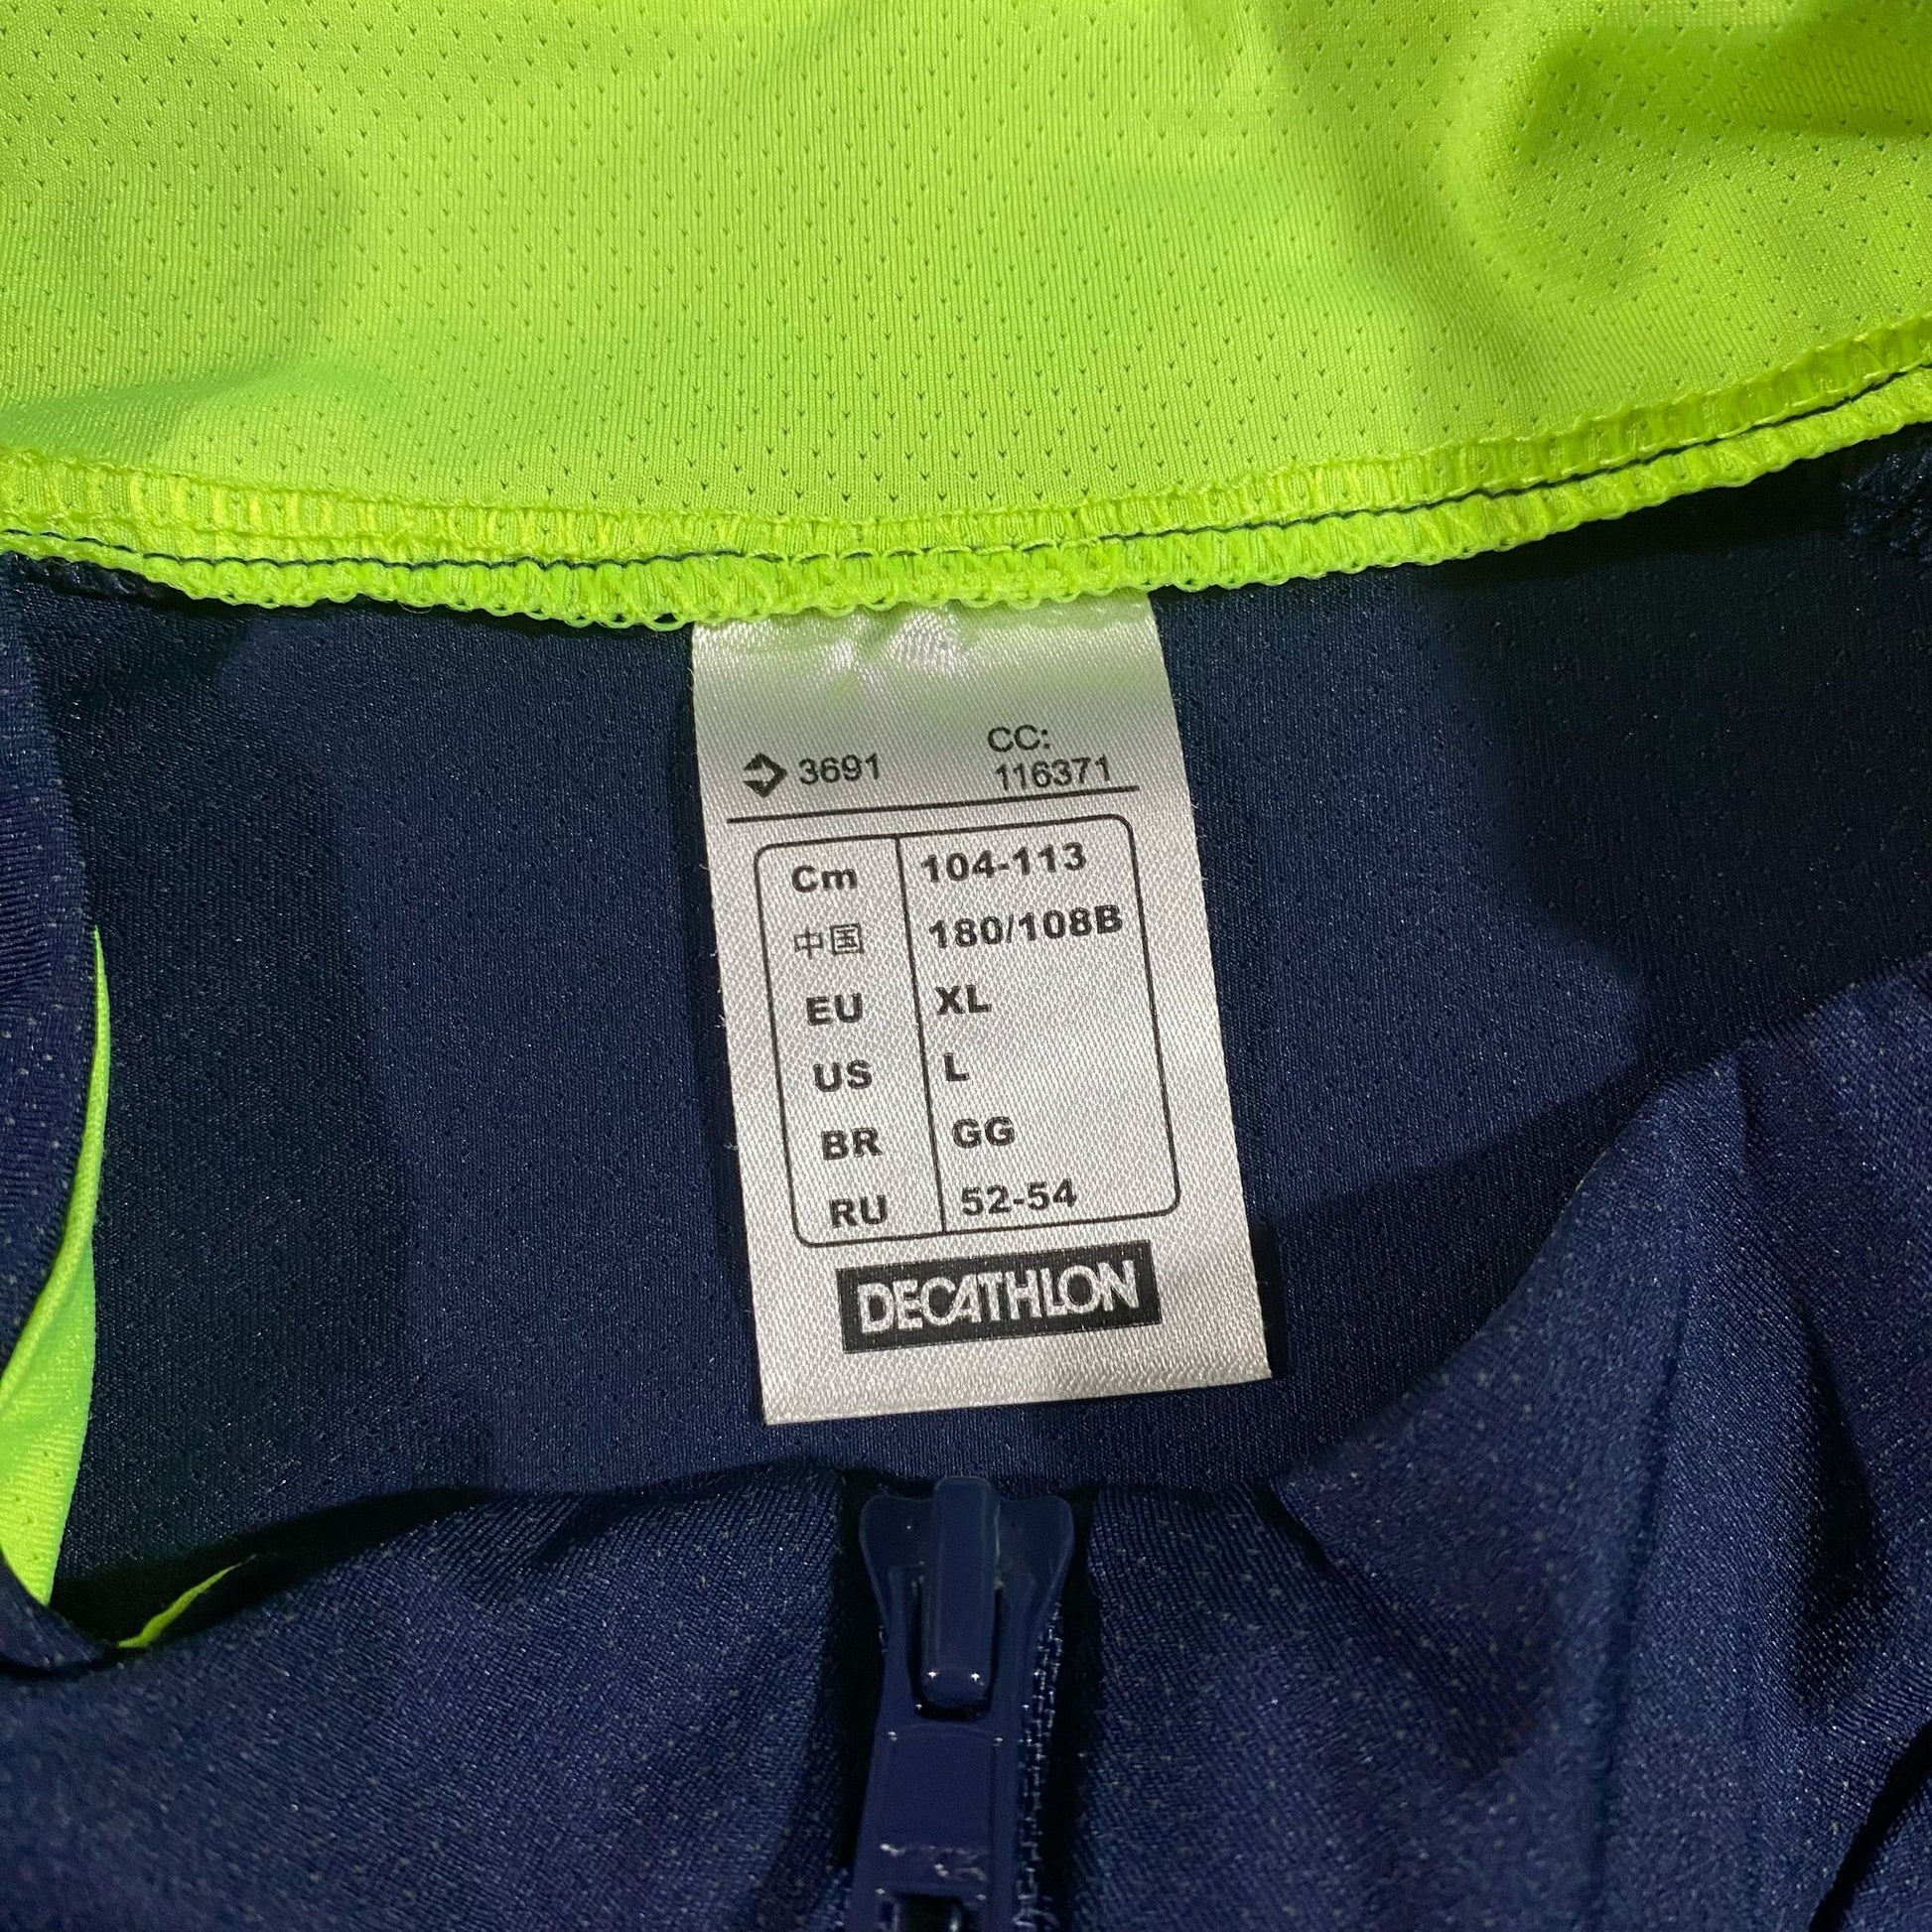 3691 CC: 116371
Cm 104-113
中国 180/108B
EU XL
US L
BR GG
RU 52-54
DECATHLON